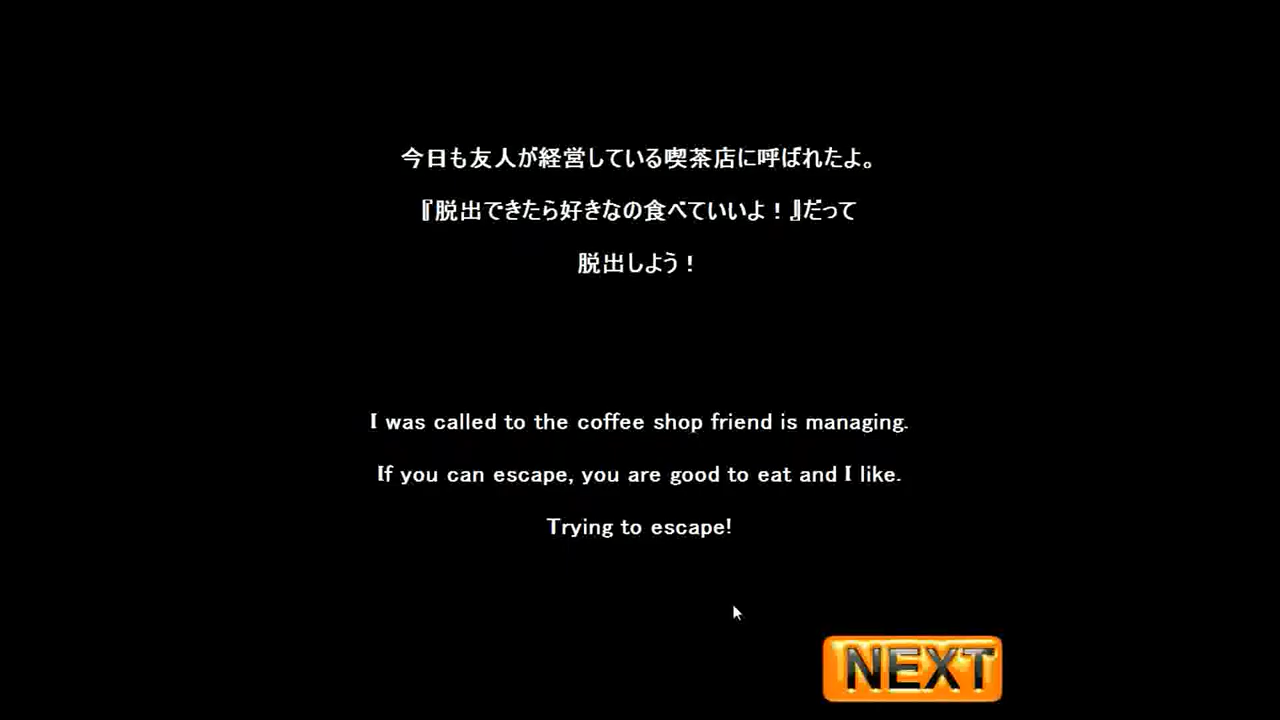 今日も友人が経営している喫茶店に呼ばれたよ。
『脱出できたら好きなの食べていいよ！』だって
脱出しよう！
I was called to the coffee shop friend is managing.
If you can escape, you are good to eat and I like.
Trying to escape!
NEXT